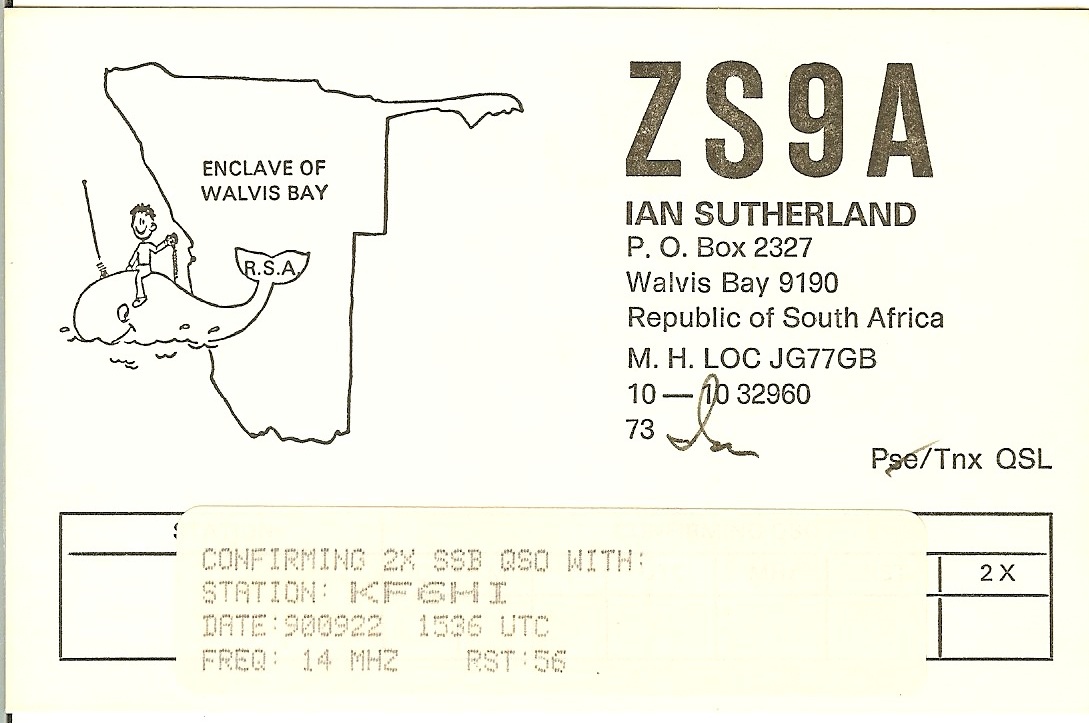 ENCLAVE OF
WALVIS BAY
R.S.A.
ZS9A
IAN SUTHERLAND
P. O. Box 2327
Walvis Bay 9190
Republic of South Africa
M. H. LOC JG77GB
10 — 10 32960
73 Ian
Pse/Tnx QSL
S
2 X
CONFIRMING 2X SSB QSO WITH:
STATION: KF6HI
DATE:900922 1536 UTC
FREQ: 14 MHZ RST:56